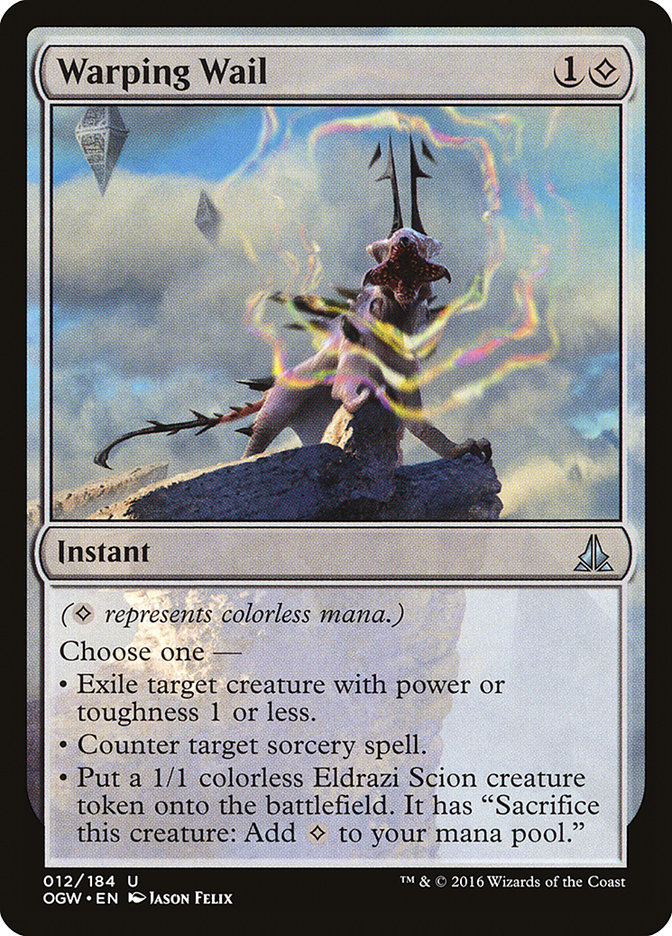 Warping Wail 1
Instant
( represents colorless mana.)
Choose one —
• Exile target creature with power or
toughness 1 or less.
• Counter target sorcery spell.
• Put a 1/1 colorless Eldrazi Scion creature
token onto the battlefield. It has “Sacrifice
this creature: Add to your mana pool.”
012/184 U
OGW • EN Jason Felix
™ & © 2016 Wizards of the Coast